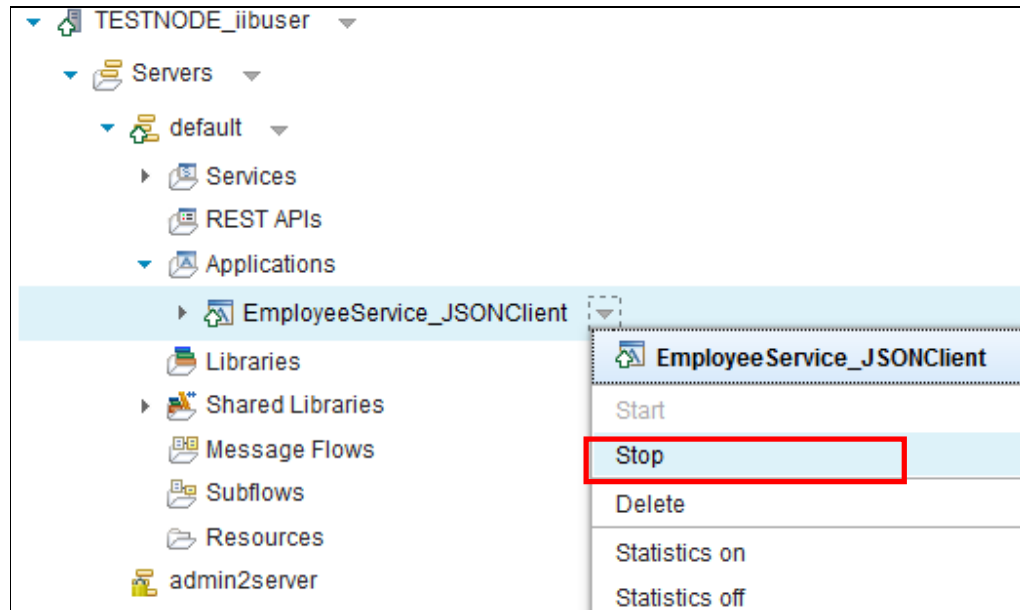 TESTNODE_iibuser
Servers
default
Services
REST APIs
Applications
EmployeeService_JSONClient
EmployeeService_JSONClient
Libraries
Start
Shared Libraries
Message Flows
Stop
Subflows
Delete
Resources
Statistics on
admin2server
Statistics off